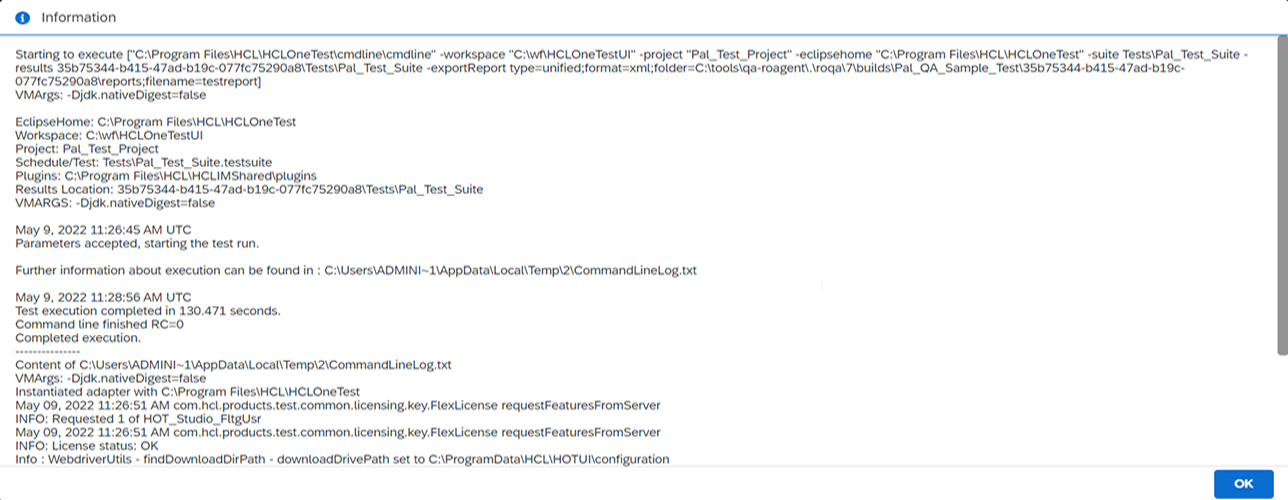 Information
Starting to execute ["C:\Program Files\HCL\HCLOneTest\cmdline\cmdline" -workspace "C:\wf\HCLOneTestUI" -project "Pal_Test_Project" -eclipsehome "C:\Program Files\HCL\HCLOneTest" -suite Tests\Pal_Test_Suite -
results 35b75344-b415-47ad-b19c-077fc75290a8\Tests\Pal_Test_Suite -exportReport type=unified;format=xml;folder=C:\tools\qa-roagent\.\roqa\7\builds\Pal_QA_Sample_Test\35b75344-b415-47ad-b19c-
077fc75290a8\reports;filename=testreport]
VMArgs: -Djdk.nativeDigest=false
EclipseHome: C:\Program Files\HCL\HCLOneTest
Workspace: C:\wf\HCLOneTestUI
Project: Pal_Test_Project
Schedule/Test: Tests\Pal_Test_Suite.testsuite
Plugins: C:\Program Files\HCL\HCLIMShared\plugins
Results Location: 35b75344-b415-47ad-b19c-077fc75290a8\Tests\Pal_Test_Suite
VMARGS: -Djdk.nativeDigest=false
May 9, 2022 11:26:45 AM UTC
Parameters accepted, starting the test run.
Further information about execution can be found in : C:\Users\ADMINI~1\AppData\Local\Temp\2\CommandLineLog.txt
May 9, 2022 11:28:56 AM UTC
Test execution completed in 130.471 seconds.
Command line finished RC=0
Completed execution.
---------------
Content of C:\Users\ADMINI~1\AppData\Local\Temp\2\CommandLineLog.txt
VMArgs: -Djdk.nativeDigest=false
Instantiated adapter with C:\Program Files\HCL\HCLOneTest
May 09, 2022 11:26:51 AM com.hcl.products.test.common.licensing.key.FlexLicense requestFeaturesFromServer
INFO: Requested 1 of HOT_Studio_FltgUsr
May 09, 2022 11:26:51 AM com.hcl.products.test.common.licensing.key.FlexLicense requestFeaturesFromServer
INFO: License status: OK
Info : WebdriverUtils - findDownloadDirPath - downloadDrivePath set to C:\ProgramData\HCL\HOTUI\configuration
OK